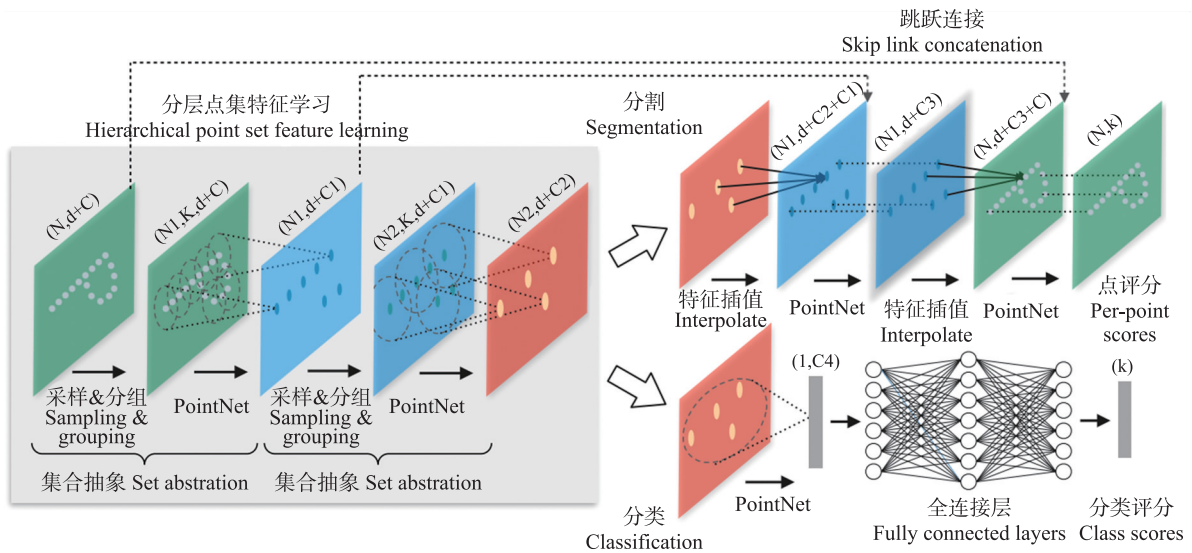 跳跃连接
Skip link concatenation
分层点集特征学习
Hierarchical point set feature learning
(N,d+C)
(N1,K,d+C)
(N1,d+C1)
(N2,K,d+C1)
(N2,d+C2)
采样&分组
Sampling &
grouping
PointNet
采样&分组
Sampling &
grouping
PointNet
集合抽象 Set abstration
集合抽象 Set abstration
分割
Segmentation
(N1,d+C2+C1)
(N1,d+C3)
(N,d+C3+C)
(N,k)
特征插值
Interpolate
PointNet
特征插值
Interpolate
PointNet
点评分
Per-point
scores
分类
Classification
PointNet
(1,C4)
全连接层
Fully connected layers
(k)
分类评分
Class scores